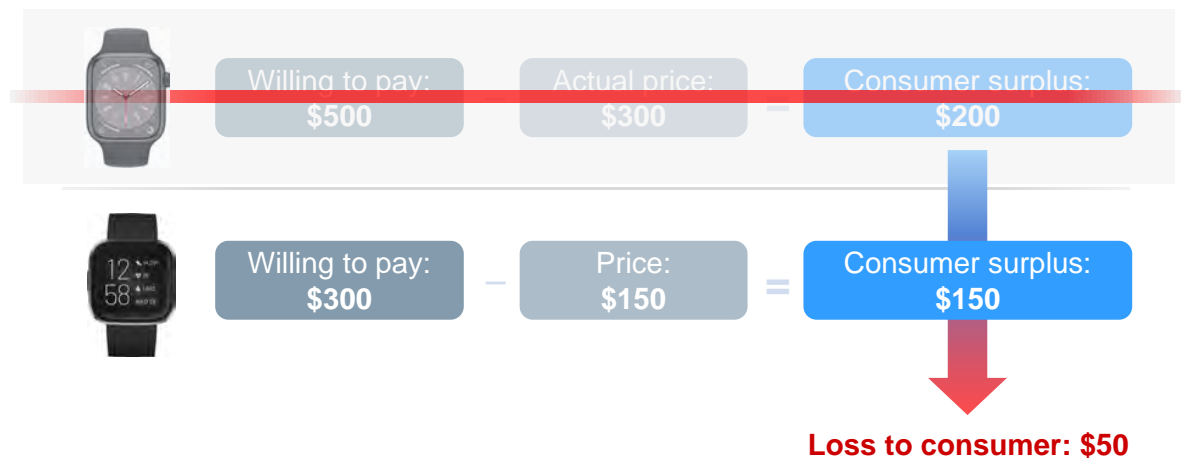 Willing to pay:
$500
Actual price:
$300
=
Consumer surplus:
$200
Willing to pay:
$300
–
Price:
$150
=
Consumer surplus:
$150
12
58
Loss to consumer: $50